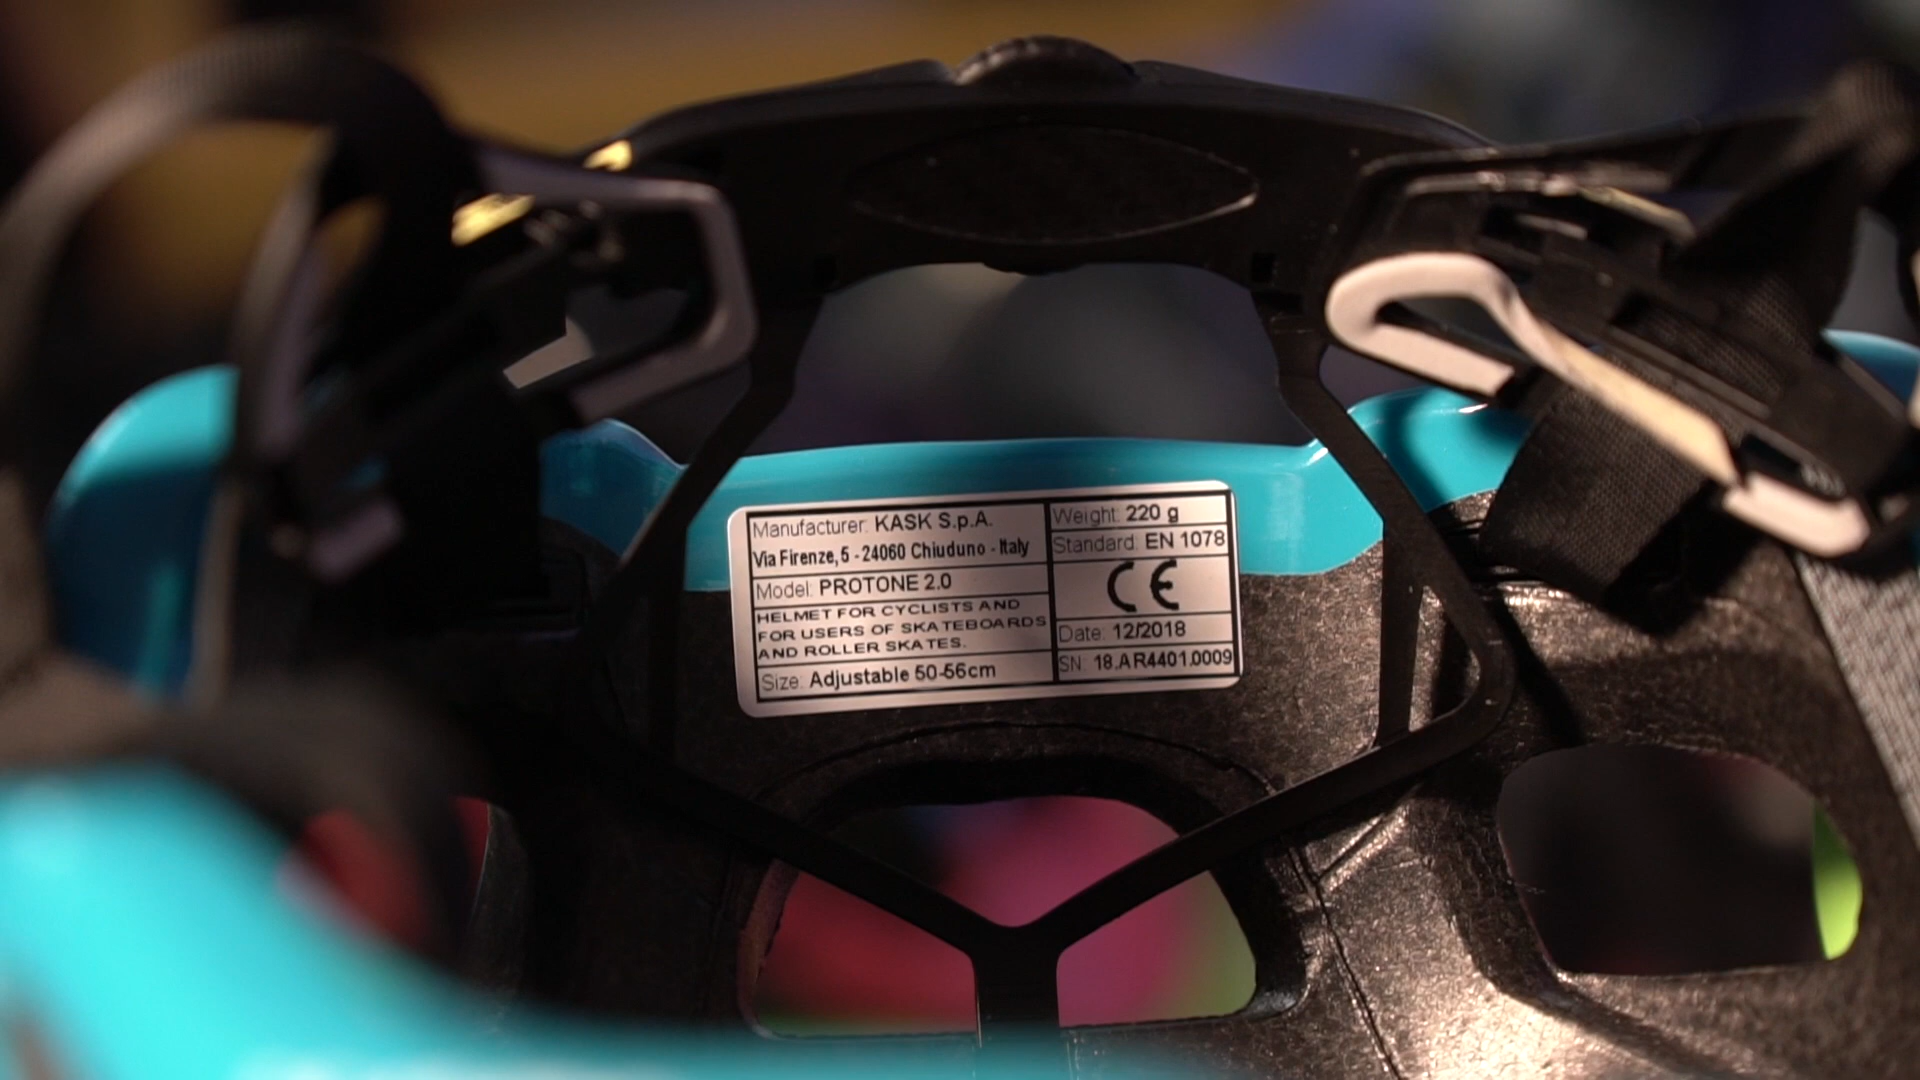 Manufacturer: KASK S.p.A.
Via Firenze, 5 - 24060 Chiuduno - Italy
Model: PROTONE 2.0
HELMET FOR CYCLISTS AND
FOR USERS OF SKATEBOARDS
AND ROLLER SKATES.
Size: Adjustable 50-56cm
Weight: 220 g
Standard: EN 1078
CE
Date: 12/2018
SN: 18.AR4401.0009